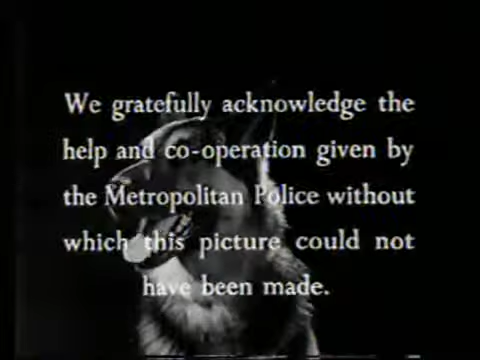 We gratefully acknowledge the
help and co-operation given by
the Metropolitan Police without
which this picture could not
have been made.